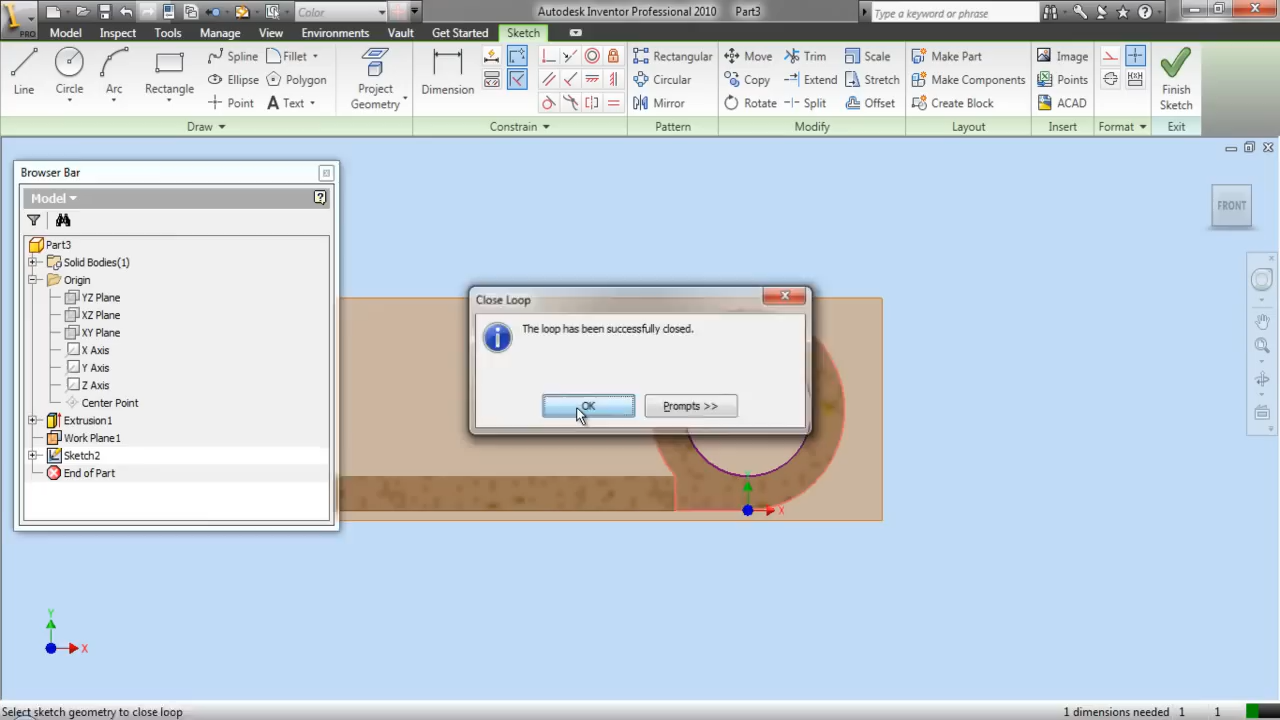 PRO
Color
Autodesk Inventor Professional 2010 Part3
Type a keyword or phrase
Model Inspect Tools Manage View Environments Vault Get Started Sketch
Line
Circle
Arc
Rectangle
Spline
Fillet
Ellipse
Polygon
Point
Text
Project
Geometry
Dimension
Rectangular
Circular
Mirror
Move
Trim
Scale
Copy
Extend
Stretch
Rotate
Split
Offset
Make Part
Make Components
Create Block
Image
Points
ACAD
Finish
Sketch
Draw
Constrain
Pattern
Modify
Layout
Insert
Format
Exit
Browser Bar
Model
Part3
Solid Bodies(1)
Origin
YZ Plane
XZ Plane
XY Plane
X Axis
Y Axis
Z Axis
Center Point
Extrusion1
Work Plane1
Sketch2
End of Part
FRONT
Close Loop
The loop has been successfully closed.
OK
Prompts >>
X
Y
X
Select sketch geometry to close loop
1 dimensions needed 1 1